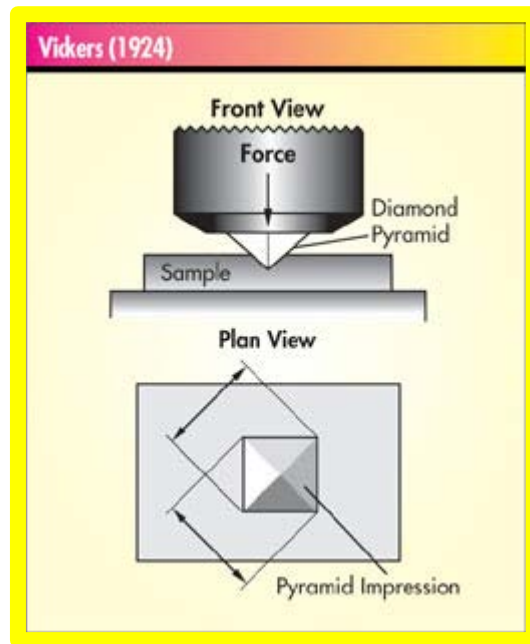 Vickers (1924)
Front View
Force
Diamond
Pyramid
Sample
Plan View
Pyramid Impression